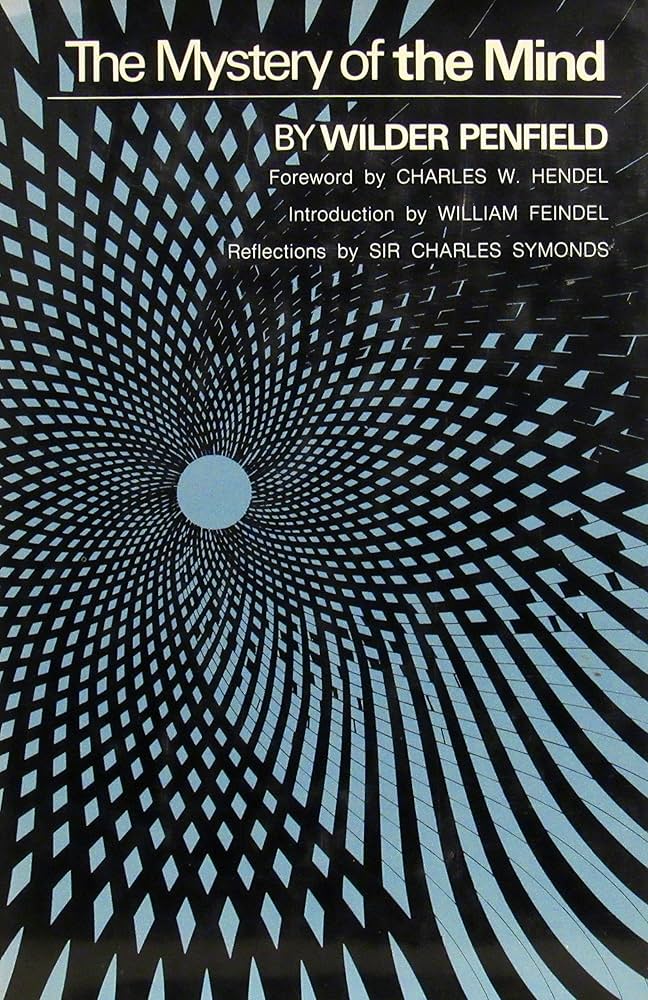 The Mystery of the Mind
BY WILDER PENFIELD
Foreword by CHARLES W. HENDEL
Introduction by WILLIAM FEINDEL
Reflections by SIR CHARLES SYMONDS